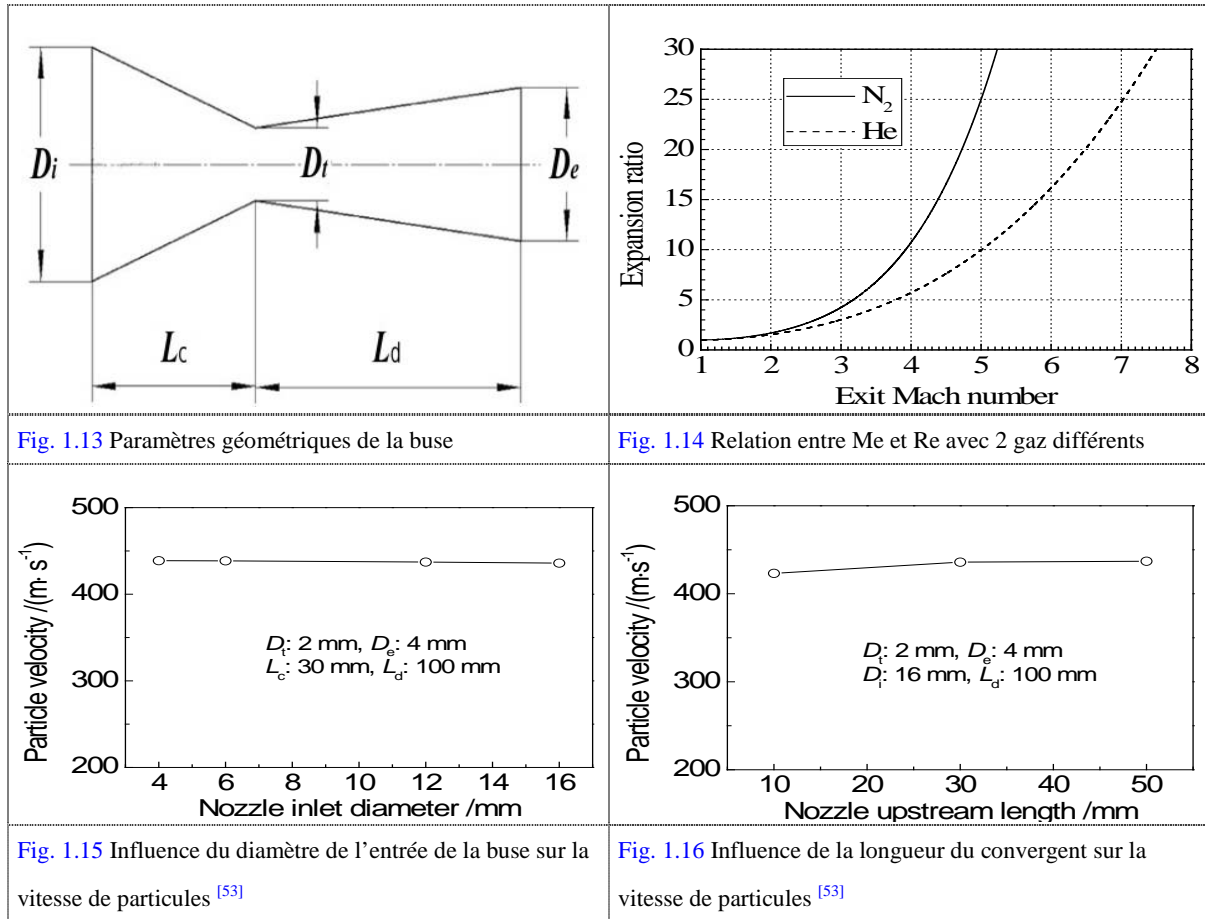 Di
Dt
De
Lc
Ld
Fig. 1.13 Paramètres géométriques de la buse
30
25
20
15
10
5
0
Expansion ratio
N2
He
1 2 3 4 5 6 7 8
Exit Mach number
Fig. 1.14 Relation entre Me et Re avec 2 gaz différents
500
400
300
200
Particle velocity /(m·s-1)
Dt: 2 mm, De: 4 mm
Lc: 30 mm, Ld: 100 mm
4 6 8 10 12 14 16
Nozzle inlet diameter /mm
Fig. 1.15 Influence du diamètre de l'entrée de la buse sur la
vitesse de particules [53]
500
400
300
200
Particle velocity /(m·s-1)
Dt: 2 mm, De: 4 mm
Di: 16 mm, Ld: 100 mm
10 20 30 40 50
Nozzle upstream length /mm
Fig. 1.16 Influence de la longueur du convergent sur la
vitesse de particules [53]